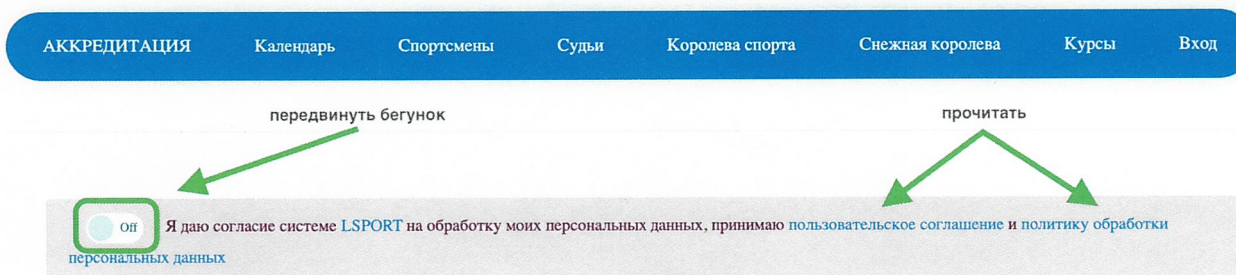 АККРЕДИТАЦИЯ Календарь Спортсмены Судьи Королева спорта Снежная королева Курсы Вход
передвинуть бегунок прочитать
Off Я даю согласие системе LSPORT на обработку моих персональных данных, принимаю пользовательское соглашение и политику обработки
персональных данных